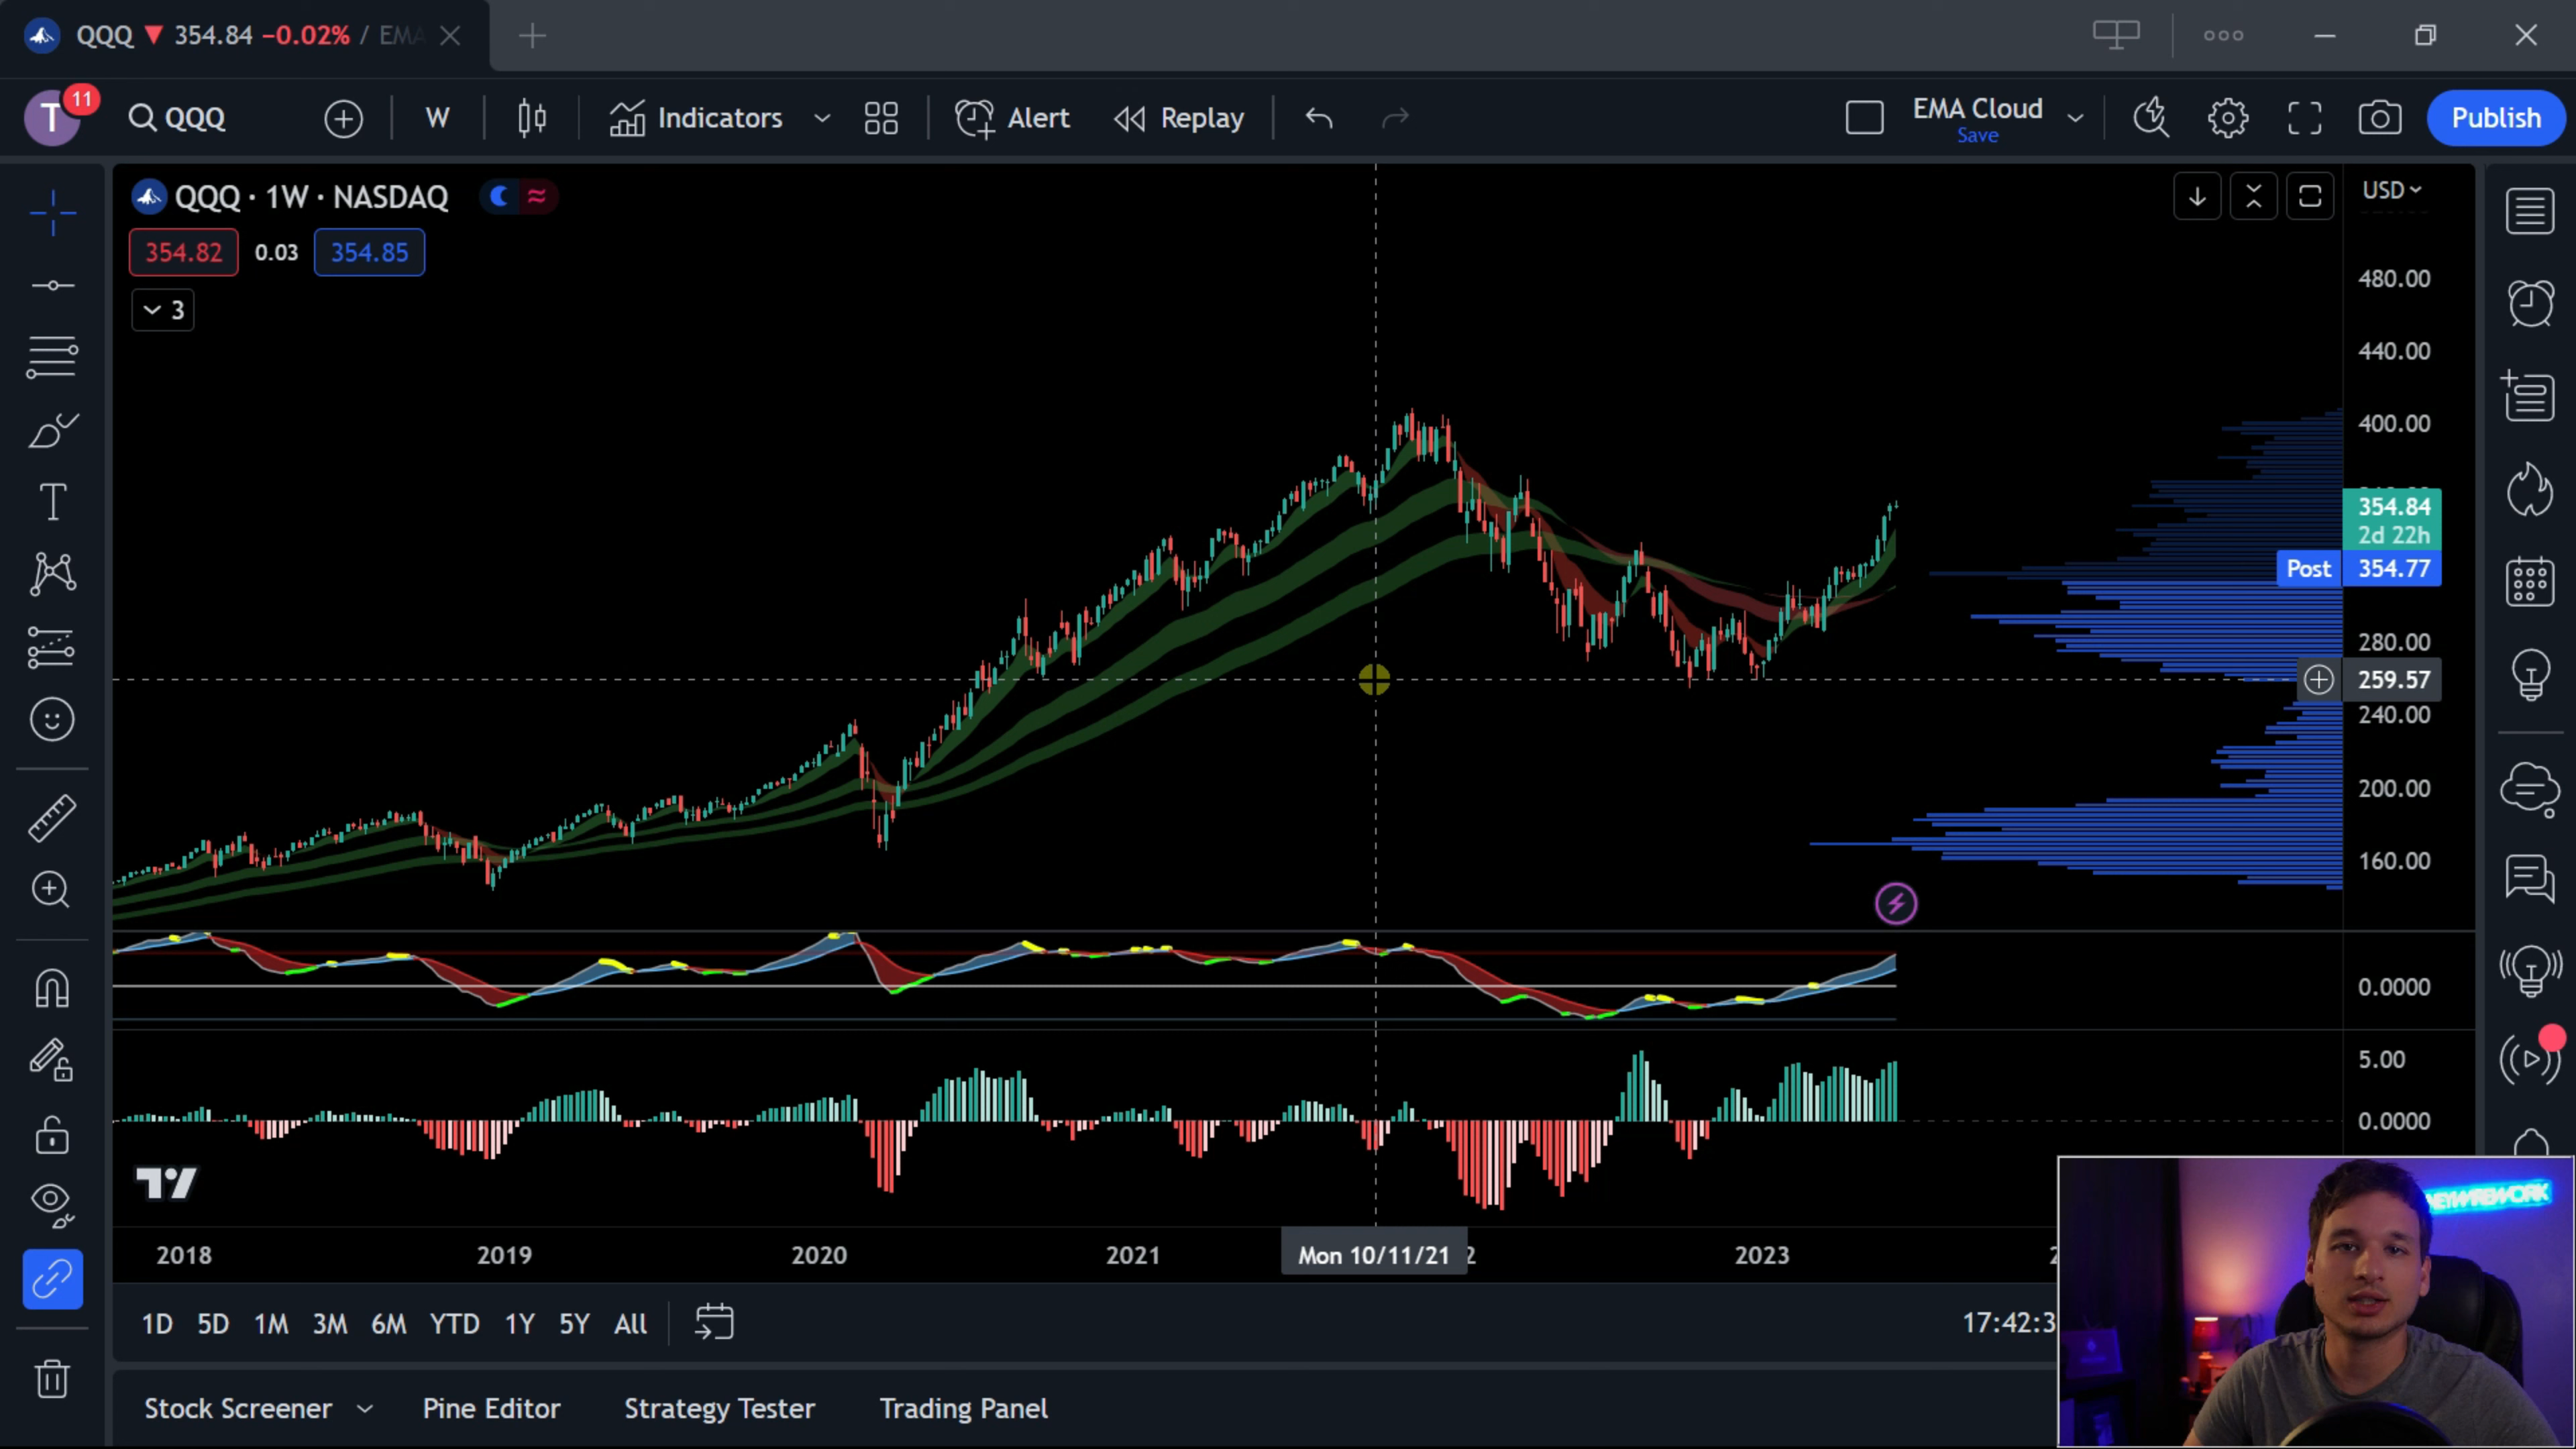 QQQ ▼ 354.84 −0.02% / EMA
T 11 QQQ W Indicators Alert Replay EMA Cloud Save Publish
QQQ · 1W · NASDAQ
USD
354.82 0.03 354.85
3
480.00
440.00
400.00
354.84
2d 22h
Post 354.77
280.00
259.57
240.00
200.00
160.00
0.0000
5.00
0.0000
2018 2019 2020 2021 Mon 10/11/21 2 2023 2
1D 5D 1M 3M 6M YTD 1Y 5Y All 17:42:3
Stock Screener Pine Editor Strategy Tester Trading Panel